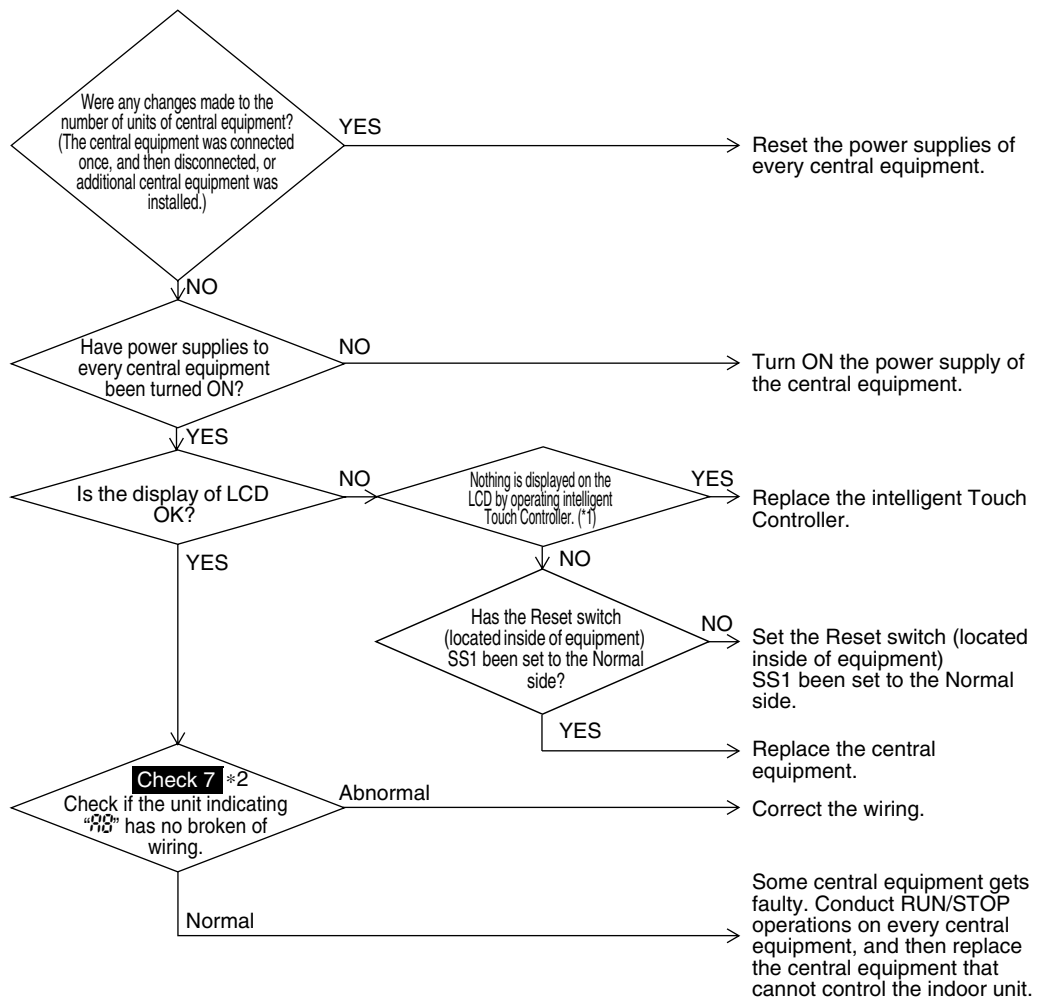 Were any changes made to the
number of units of central equipment?
(The central equipment was connected
once, and then disconnected, or
additional central equipment was
installed.)
YES
Reset the power supplies of
every central equipment.
NO
Have power supplies to
every central equipment
been turned ON?
NO
Turn ON the power supply of
the central equipment.
YES
Is the display of LCD
OK?
NO
Nothing is displayed on the
LCD by operating intelligent
Touch Controller. (*1)
YES
Replace the intelligent Touch
Controller.
YES
NO
Has the Reset switch
(located inside of equipment)
SS1 been set to the Normal
side?
NO
Set the Reset switch (located
inside of equipment)
SS1 been set to the Normal
side.
YES
Replace the central
equipment.
Check 7 *2
Check if the unit indicating
“” has no broken of
wiring.
Abnormal
Correct the wiring.
Normal
Some central equipment gets
faulty. Conduct RUN/STOP
operations on every central
equipment, and then replace
the central equipment that
cannot control the indoor unit.